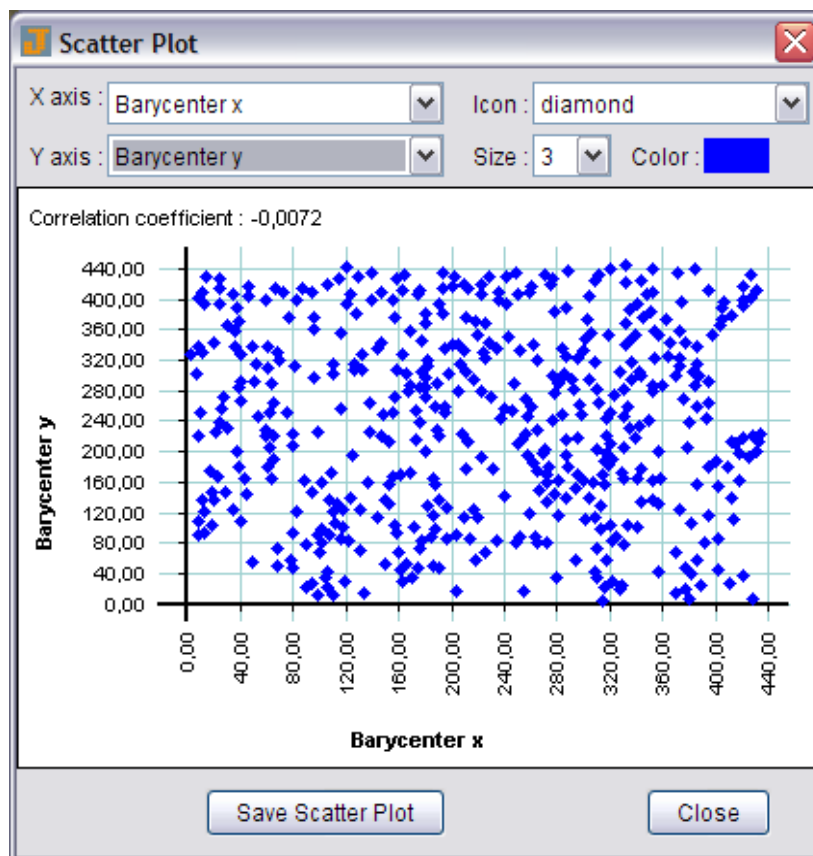 Scatter Plot
X axis : Barycenter x Icon : diamond
Y axis : Barycenter y Size : 3 Color :
Correlation coefficient : -0,0072
440,00
400,00
360,00
320,00
280,00
240,00
200,00
160,00
120,00
80,00
40,00
0,00
Barycenter y
0,00 40,00 80,00 120,00 160,00 200,00 240,00 280,00 320,00 360,00 400,00 440,00
Barycenter x
Save Scatter Plot Close